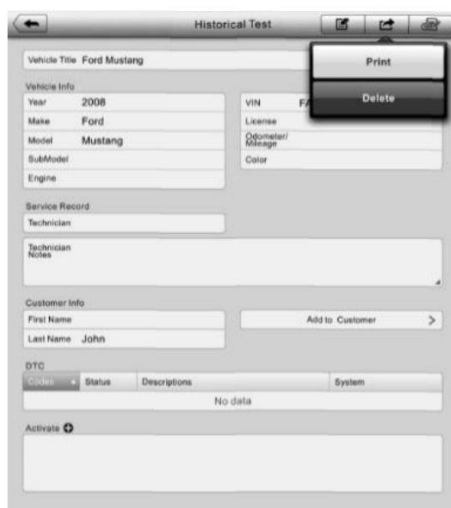 Historical Test
Vehicle Title Ford Mustang
Print
Delete
Vehicle Info
Year 2008
Make Ford
Model Mustang
SubModel
Engine
VIN FA
License
Odometer/
Mileage
Color
Service Record
Technician
Technician
Notes
Customer Info
First Name
Last Name John
Add to Customer
DTC
Codes Status Descriptions System
No data
Activate